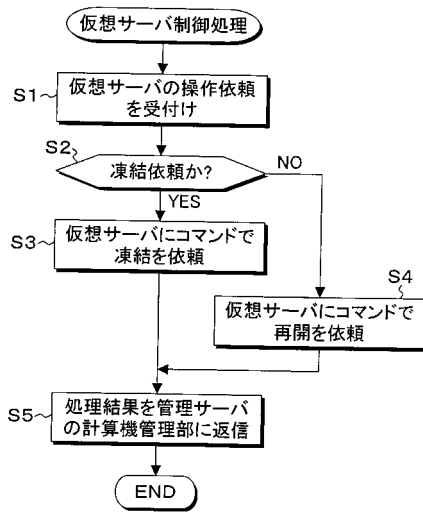 仮想サーバ制御処理
S1
仮想サーバの操作依頼
を受付け
S2
凍結依頼か?
NO
YES
S3
仮想サーバにコマンドで
凍結を依頼
S4
仮想サーバにコマンドで
再開を依頼
S5
処理結果を管理サーバ
の計算機管理部に返信
END